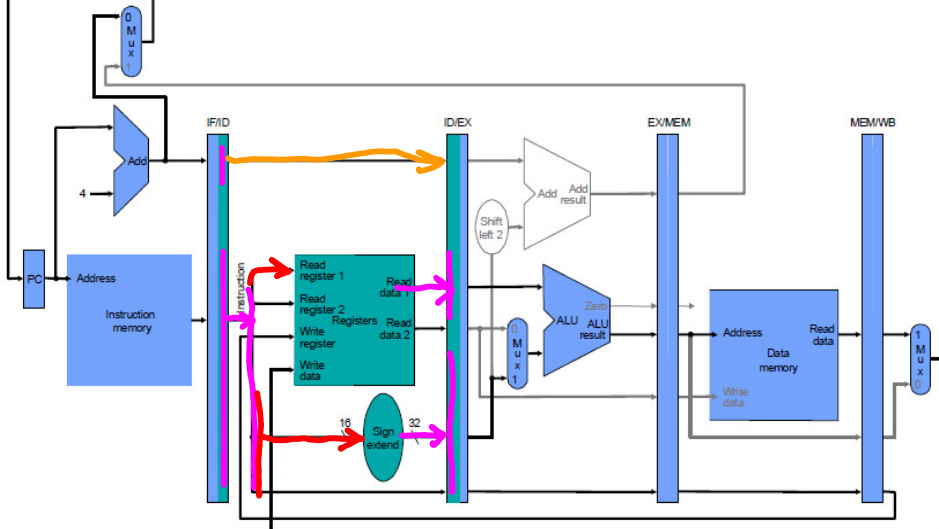 0
M
u
x
1
IF/ID
ID/EX
EX/MEM
MEM/WB
Add
4
Add
Add
result
Shift
left 2
PC
Address
Instruction
memory
Instruction
Read
register 1
Read
register 2
Write
register
Write
data
Registers
Read
data 1
Read
data 2
16
Sign
extend
32
0
M
u
x
1
Zero
ALU
ALU
result
Address
Read
data
Data
memory
Write
data
1
M
u
x
0